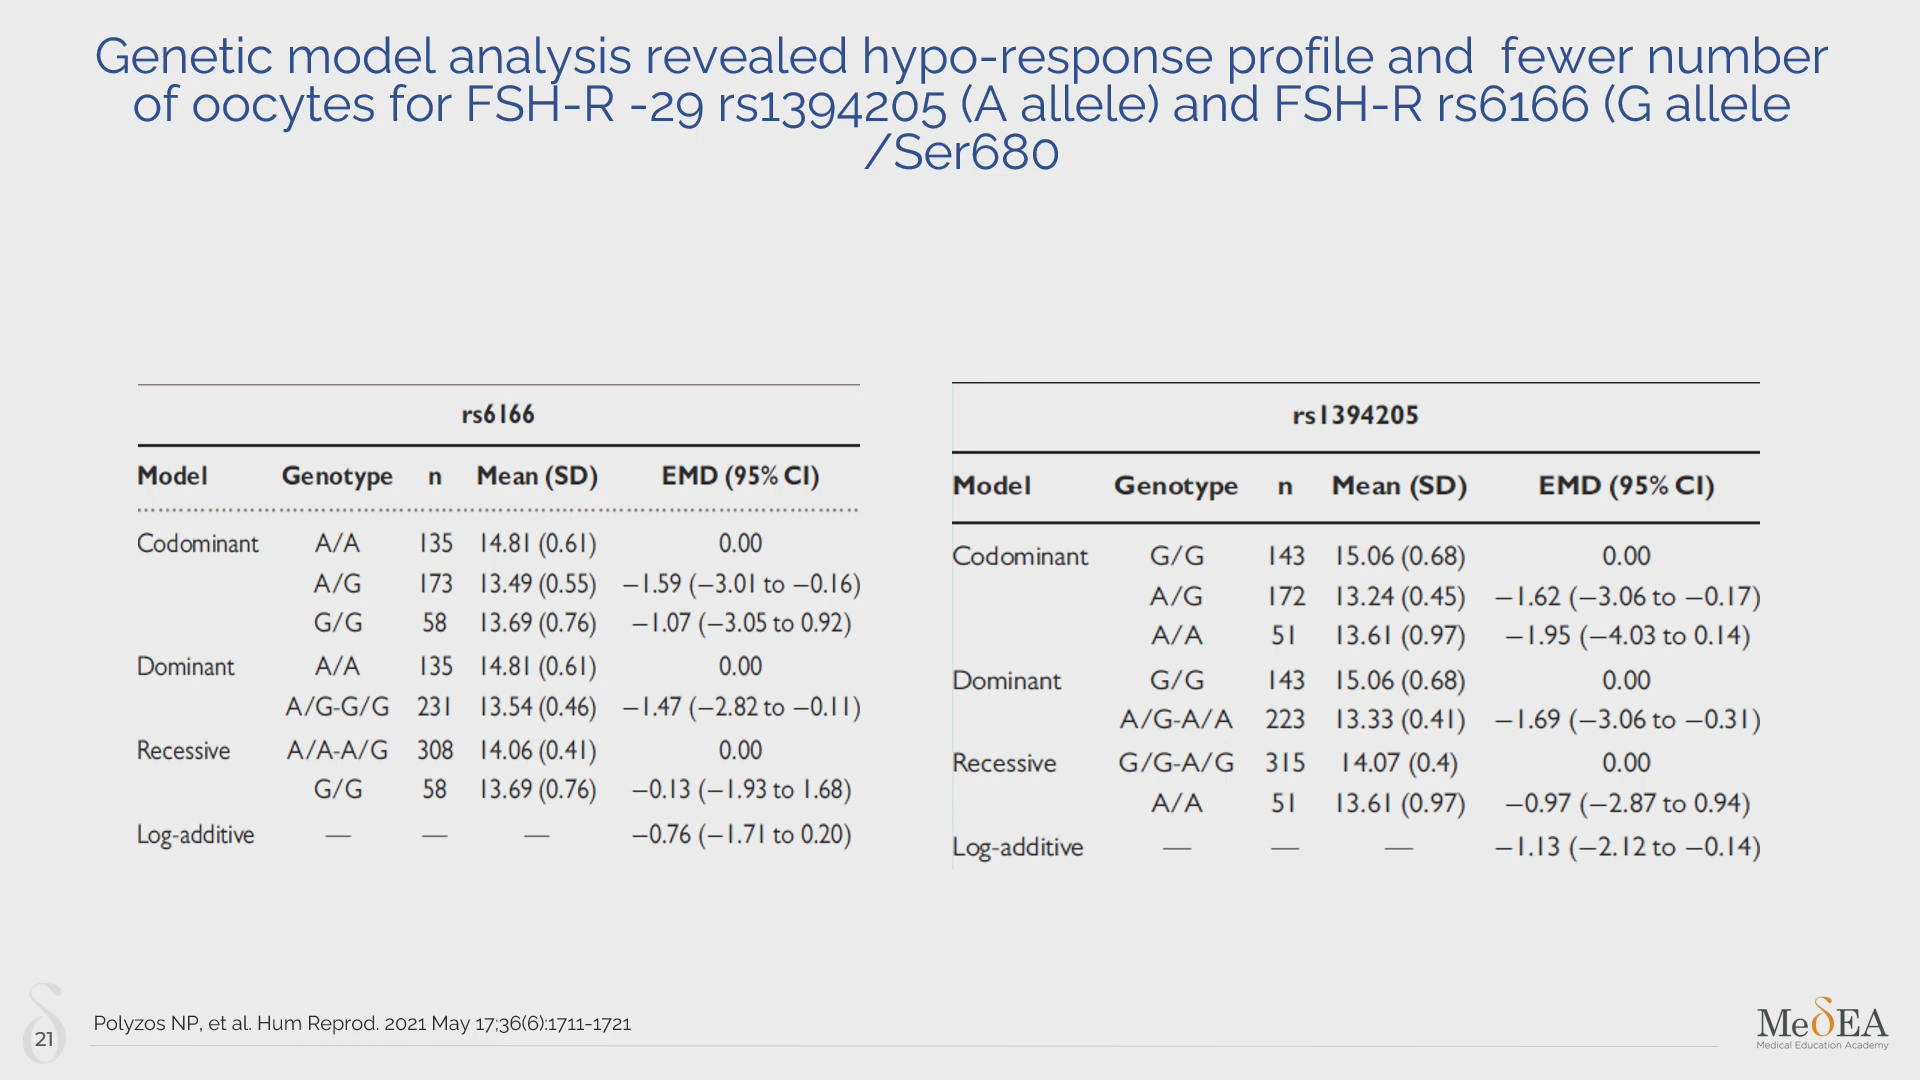 Genetic model analysis revealed hypo-response profile and  fewer number
of oocytes for FSH-R -29 rs1394205 (A allele) and FSH-R rs6166 (G allele
/Ser680
rs6166
Model Genotype n Mean (SD) EMD (95% CI)
Codominant A/A 135 14.81 (0.61) 0.00
A/G 173 13.49 (0.55) −1.59 (−3.01 to −0.16)
G/G 58 13.69 (0.76) −1.07 (−3.05 to 0.92)
Dominant A/A 135 14.81 (0.61) 0.00
A/G-G/G 231 13.54 (0.46) −1.47 (−2.82 to −0.11)
Recessive A/A-A/G 308 14.06 (0.41) 0.00
G/G 58 13.69 (0.76) −0.13 (−1.93 to 1.68)
Log-additive — — — −0.76 (−1.71 to 0.20)
rs1394205
Model Genotype n Mean (SD) EMD (95% CI)
Codominant G/G 143 15.06 (0.68) 0.00
A/G 172 13.24 (0.45) −1.62 (−3.06 to −0.17)
A/A 51 13.61 (0.97) −1.95 (−4.03 to 0.14)
Dominant G/G 143 15.06 (0.68) 0.00
A/G-A/A 223 13.33 (0.41) −1.69 (−3.06 to −0.31)
Recessive G/G-A/G 315 14.07 (0.4) 0.00
A/A 51 13.61 (0.97) −0.97 (−2.87 to 0.94)
Log-additive — — — −1.13 (−2.12 to −0.14)
21
Polyzos NP, et al. Hum Reprod. 2021 May 17;36(6):1711-1721
MeδEA
Medical Education Academy